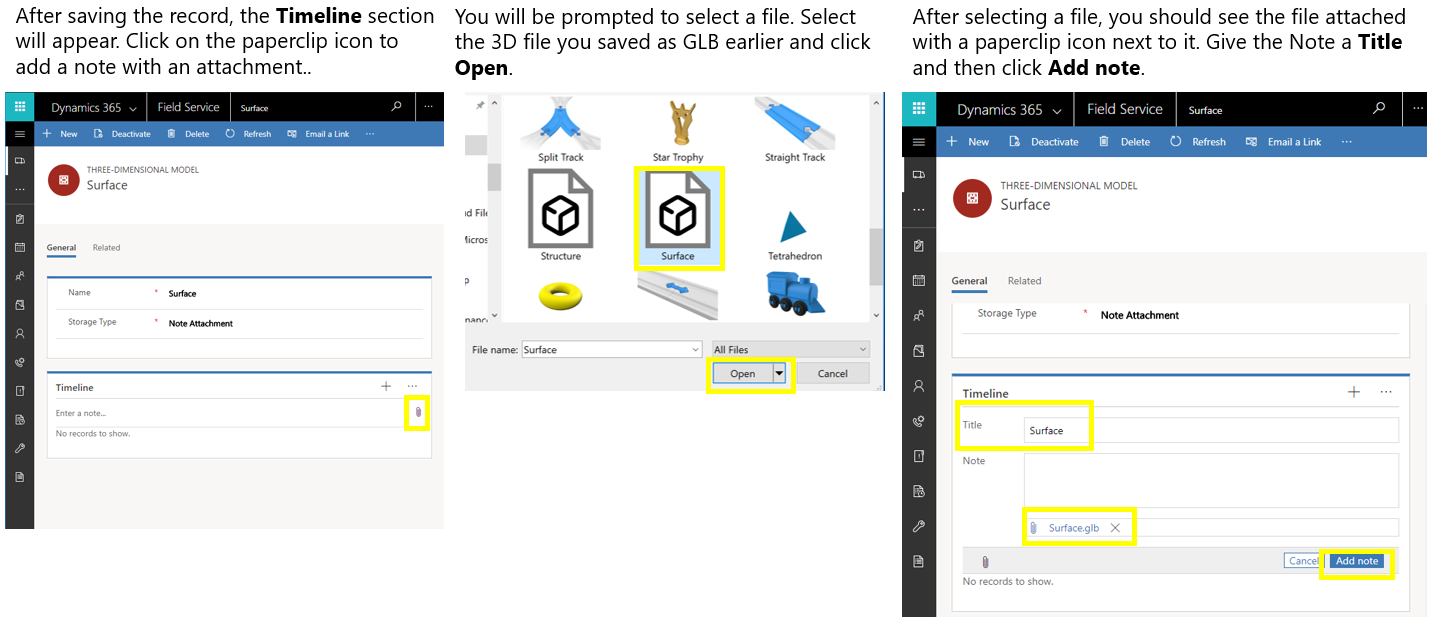 After saving the record, the Timeline section
will appear. Click on the paperclip icon to
add a note with an attachment..
Dynamics 365
Field Service
Surface
...
New
Deactivate
Delete
Refresh
Email a Link
...
THREE-DIMENSIONAL MODEL
Surface
General
Related
Name * Surface
Storage Type * Note Attachment
Timeline
...
Enter a note...
No records to show.
You will be prompted to select a file. Select
the 3D file you saved as GLB earlier and click
Open.
Split Track
Star Trophy
Straight Track
Structure
Surface
Tetrahedron
File name: Surface
All Files
Open
Cancel
After selecting a file, you should see the file attached
with a paperclip icon next to it. Give the Note a Title
and then click Add note.
Dynamics 365
Field Service
Surface
...
New
Deactivate
Delete
Refresh
Email a Link
...
THREE-DIMENSIONAL MODEL
Surface
General
Related
Storage Type * Note Attachment
Timeline
...
Title
Surface
Note
Surface.glb
Cancel
Add note
No records to show.